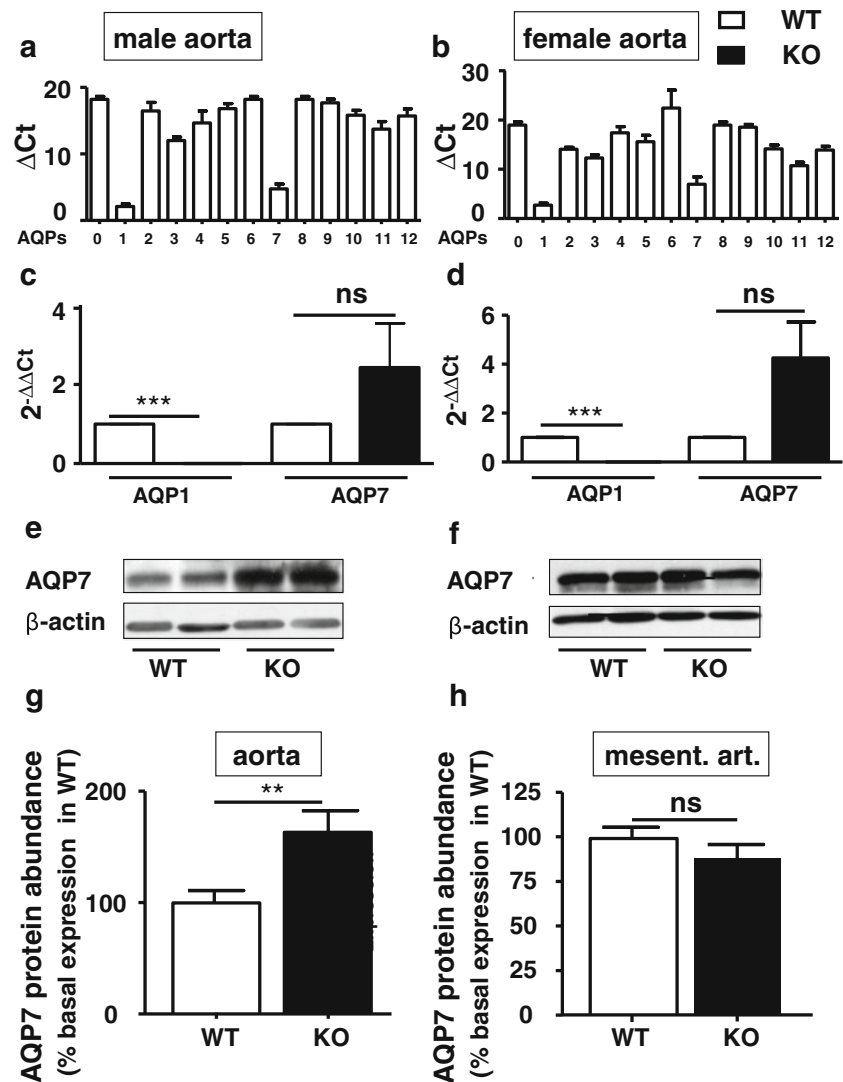 a
male aorta
b
female aorta
WT
KO
ΔCt
20
10
0
AQPs
0 1 2 3 4 5 6 7 8 9 10 11 12
ΔCt
30
20
10
0
AQPs
0 1 2 3 4 5 6 7 8 9 10 11 12
c
2-ΔΔCt
4
2
0
***
ns
AQP1
AQP7
d
2-ΔΔCt
6
4
2
0
***
ns
AQP1
AQP7
e
AQP7
β-actin
WT
KO
f
AQP7
β-actin
WT
KO
g
aorta
AQP7 protein abundance
(% basal expression in WT)
200
100
0
**
WT
KO
h
mesent. art.
AQP7 protein abundance
(% basal expression in WT)
125
100
75
50
25
0
ns
WT
KO